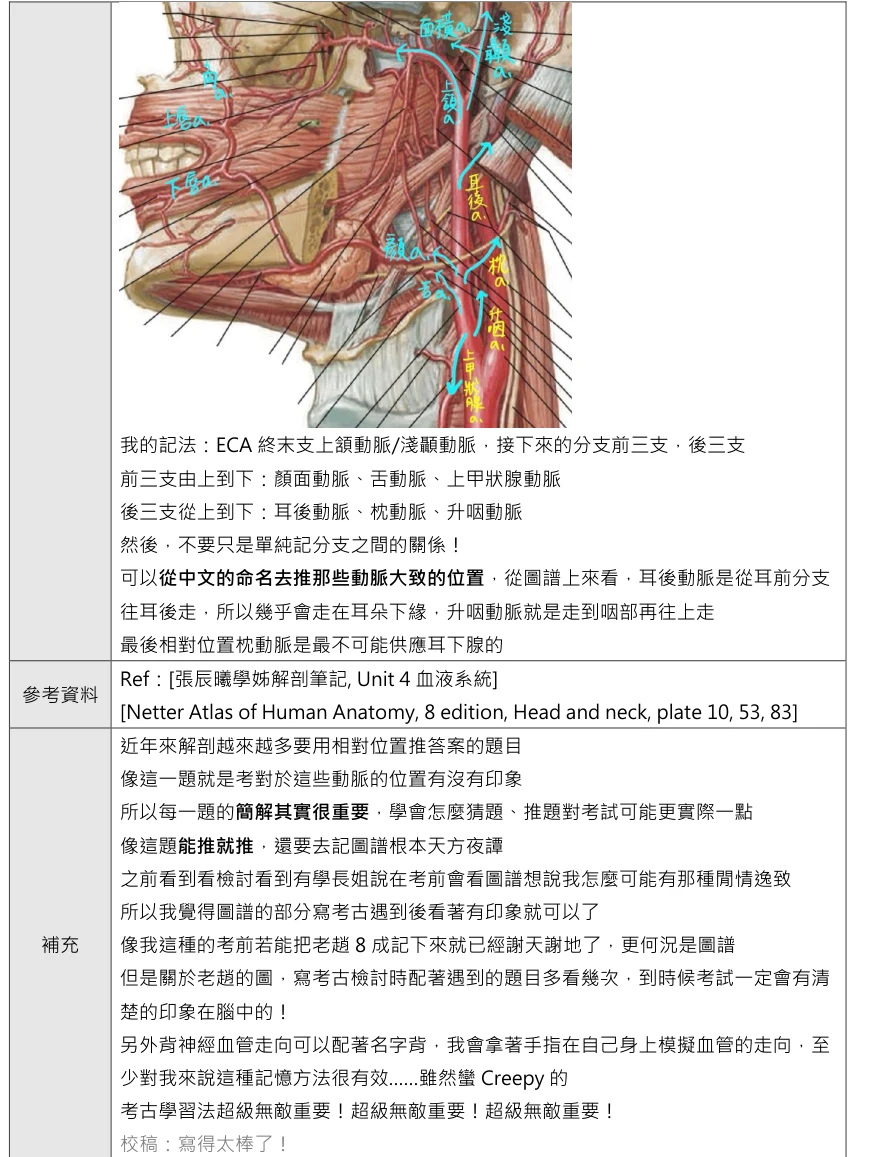 面橫a.
淺顳a.
上頜a.
角a.
上唇a.
下唇a.
耳後a.
顏a.
枕a.
舌a.
升咽a.
上甲狀腺a.
我的記法：ECA 終末支上頜動脈/淺顳動脈，接下來的分支前三支，後三支
前三支由上到下：顏面動脈、舌動脈、上甲狀腺動脈
後三支從上到下：耳後動脈、枕動脈、升咽動脈
然後，不要只是單純記分支之間的關係！
可以從中文的命名去推那些動脈大致的位置，從圖譜上來看，耳後動脈是從耳前分支
往耳後走，所以幾乎會走在耳朵下緣，升咽動脈就是走到咽部再往上走
最後相對位置枕動脈是最不可能供應耳下腺的
參考資料
Ref：[張辰曦學姊解剖筆記, Unit 4 血液系統]
[Netter Atlas of Human Anatomy, 8 edition, Head and neck, plate 10, 53, 83]
補充
近年來解剖越來越多要用相對位置推答案的題目
像這一題就是考對於這些動脈的位置有沒有印象
所以每一題的簡解其實很重要，學會怎麼猜題、推題對考試可能更實際一點
像這題能推就推，還要去記圖譜根本天方夜譚
之前看到看檢討看到有學長姐說在考前會看圖譜想說我怎麼可能有那種閒情逸致
所以我覺得圖譜的部分寫考古遇到後看著有印象就可以了
像我這種的考前若能把老趙 8 成記下來就已經謝天謝地了，更何況是圖譜
但是關於老趙的圖，寫考古檢討時配著遇到的題目多看幾次，到時候考試一定會有清
楚的印象在腦中的！
另外背神經血管走向可以配著名字背，我會拿著手指在自己身上模擬血管的走向，至
少對我來說這種記憶方法很有效......雖然蠻 Creepy 的
考古學習法超級無敵重要！超級無敵重要！超級無敵重要！
校稿：寫得太棒了！